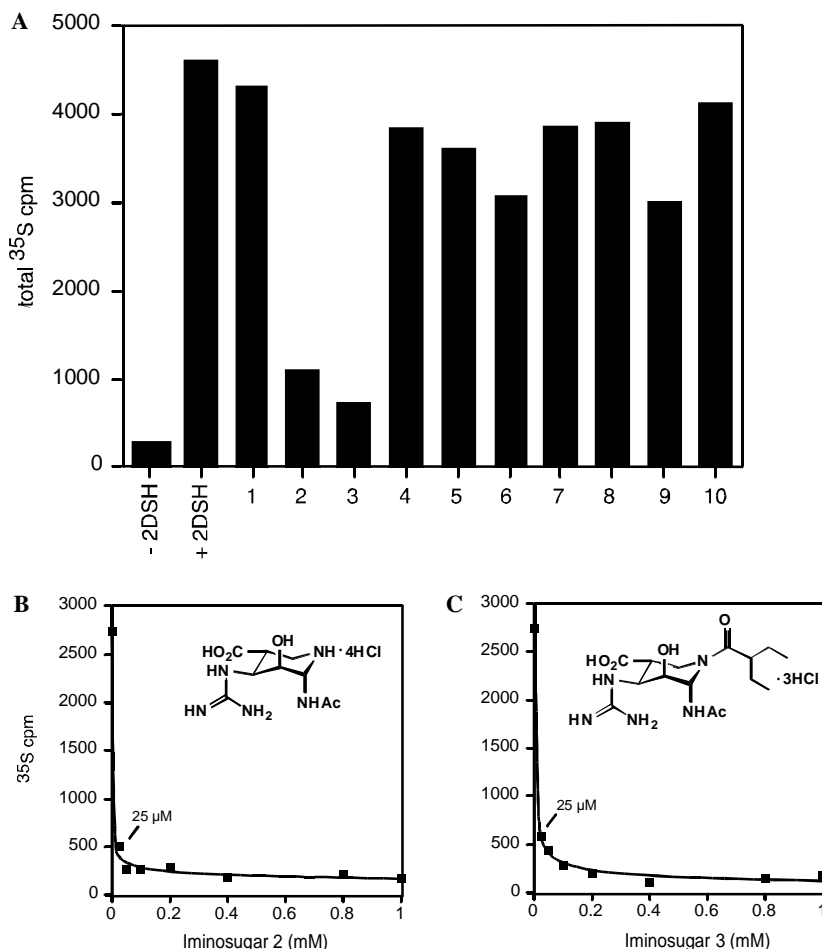 A
5000
4000
3000
2000
1000
0
total ³⁵S cpm
- 2DSH
+ 2DSH
1
2
3
4
5
6
7
8
9
10
B
3000
2500
2000
1500
1000
500
0
³⁵S cpm
25 µM
OH
HO₂C
NH · 4HCl
HN
NHAc
HN
NH₂
0
0.2
0.4
0.6
0.8
1
Iminosugar 2 (mM)
C
3000
2500
2000
1500
1000
500
0
25 µM
O
OH
HO₂C
N
HN
· 3HCl
NHAc
HN
NH₂
0
0.2
0.4
0.6
0.8
1
Iminosugar 3 (mM)